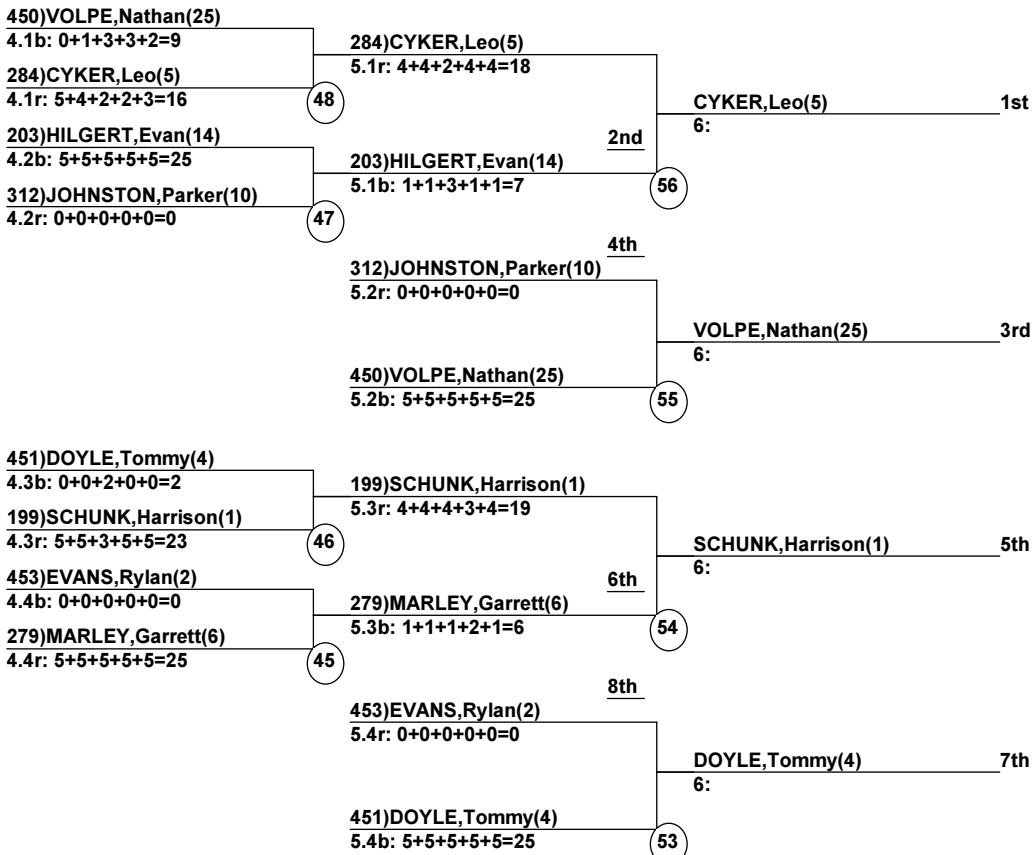 450)VOLPE,Nathan(25)
4.1b: 0+1+3+3+2=9
284)CYKER,Leo(5)
4.1r: 5+4+2+2+3=16
48
203)HILGERT,Evan(14)
4.2b: 5+5+5+5+5=25
312)JOHNSTON,Parker(10)
4.2r: 0+0+0+0+0=0
47
284)CYKER,Leo(5)
5.1r: 4+4+2+4+4=18
203)HILGERT,Evan(14)
5.1b: 1+1+3+1+1=7
2nd
56
CYKER,Leo(5)
6:
1st
4th
312)JOHNSTON,Parker(10)
5.2r: 0+0+0+0+0=0
450)VOLPE,Nathan(25)
5.2b: 5+5+5+5+5=25
55
VOLPE,Nathan(25)
6:
3rd
451)DOYLE,Tommy(4)
4.3b: 0+0+2+0+0=2
199)SCHUNK,Harrison(1)
4.3r: 5+5+3+5+5=23
46
453)EVANS,Rylan(2)
4.4b: 0+0+0+0+0=0
279)MARLEY,Garrett(6)
4.4r: 5+5+5+5+5=25
45
199)SCHUNK,Harrison(1)
5.3r: 4+4+4+3+4=19
279)MARLEY,Garrett(6)
5.3b: 1+1+1+2+1=6
6th
54
SCHUNK,Harrison(1)
6:
5th
8th
453)EVANS,Rylan(2)
5.4r: 0+0+0+0+0=0
451)DOYLE,Tommy(4)
5.4b: 5+5+5+5+5=25
53
DOYLE,Tommy(4)
6:
7th